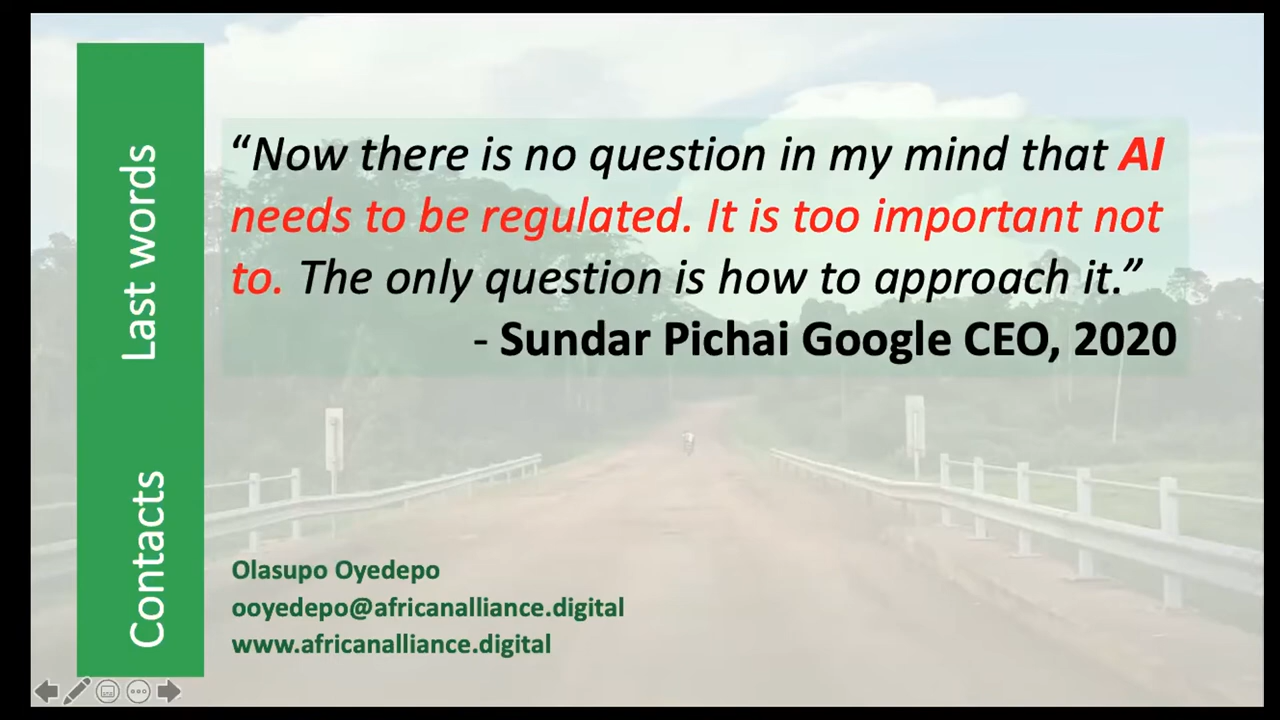 Last words
“Now there is no question in my mind that AI
needs to be regulated. It is too important not
to. The only question is how to approach it.”
- Sundar Pichai Google CEO, 2020
Contacts
Olasupo Oyedepo
ooyedepo@africanalliance.digital
www.africanalliance.digital